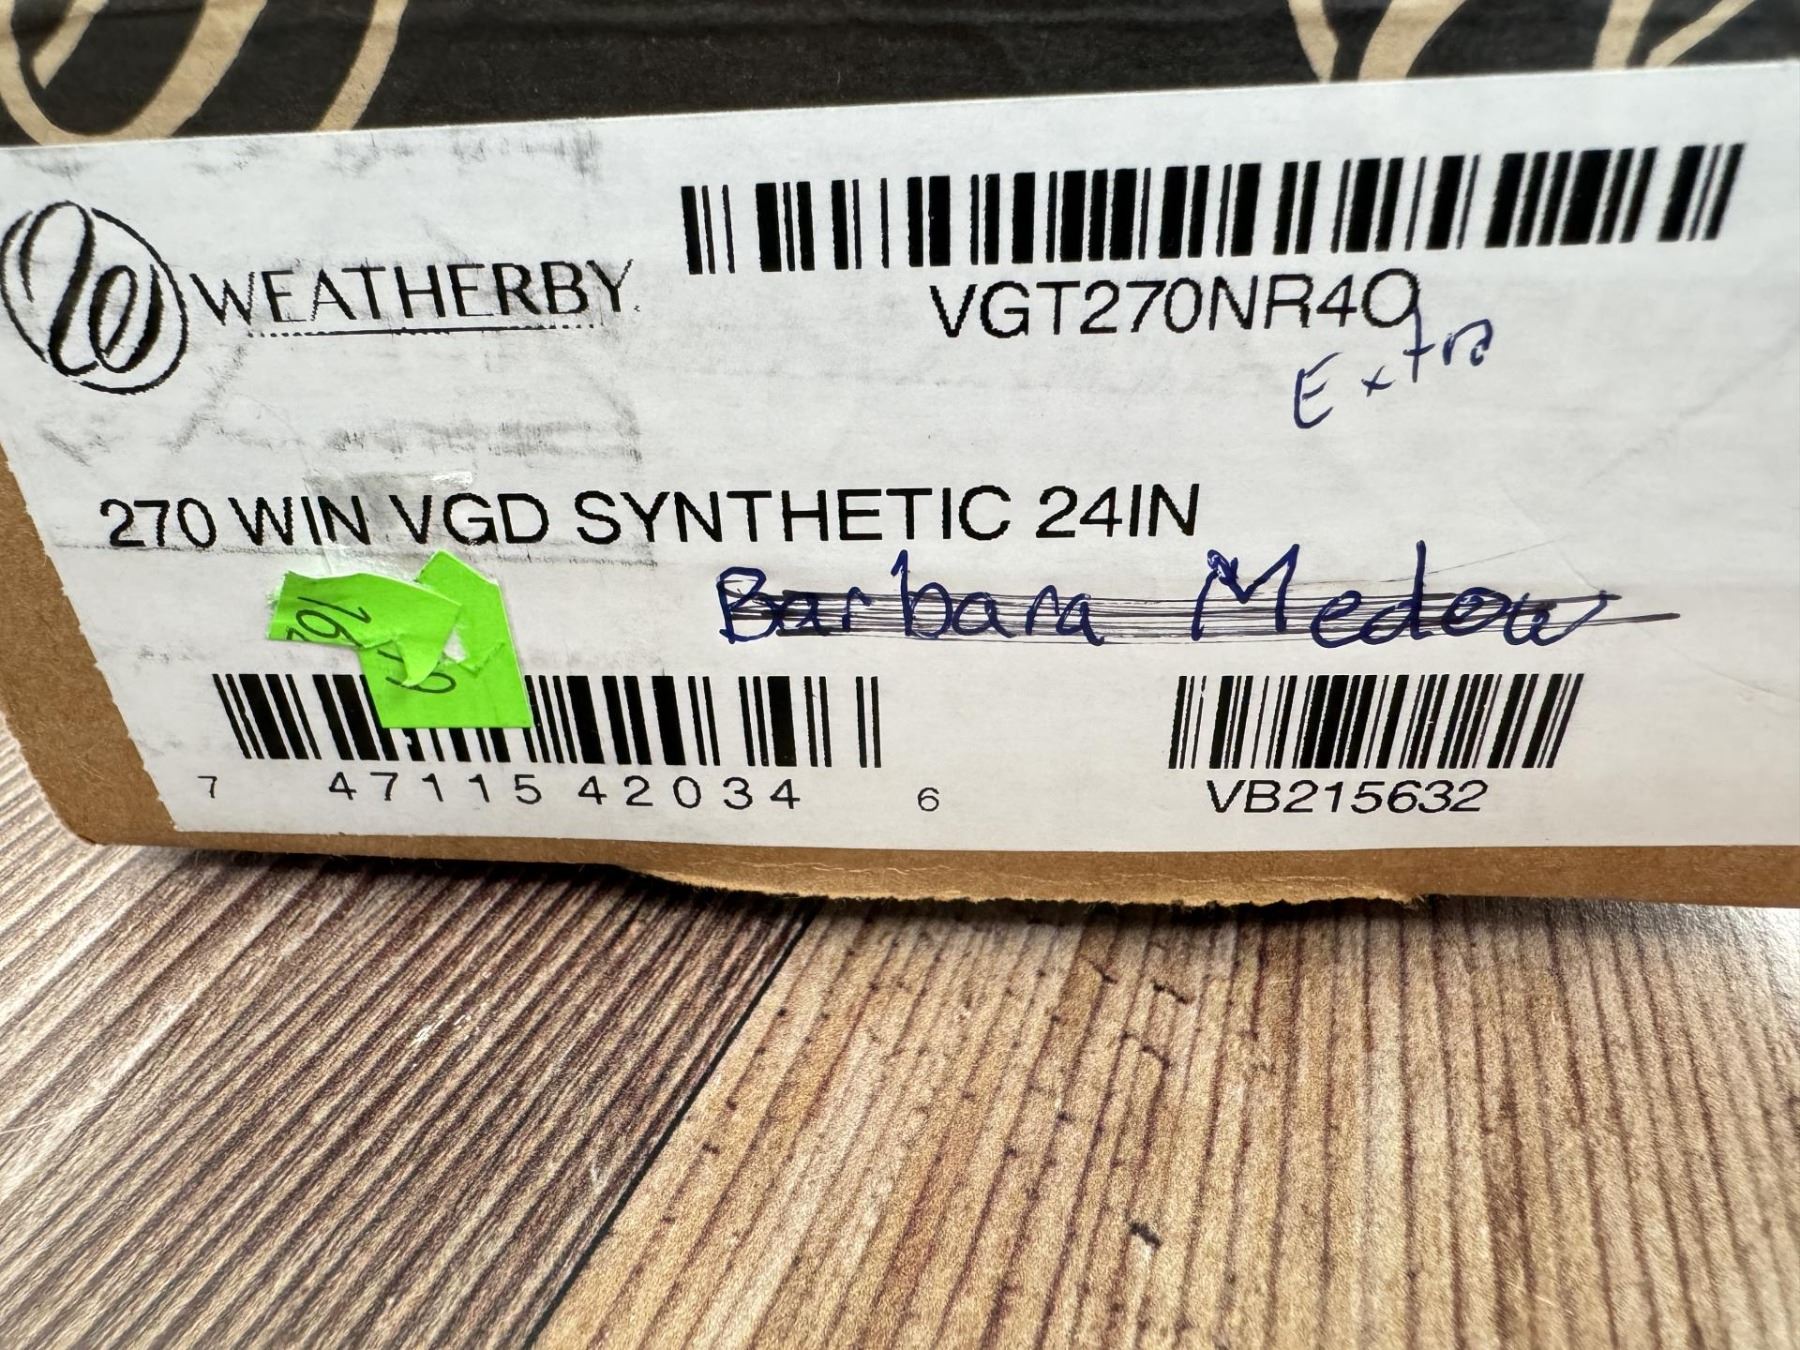 WEATHERBY
VGT270NR4O
Extra
270 WIN VGD SYNTHETIC 24IN
Barbara Medow
7 47115 42034 6
VB215632